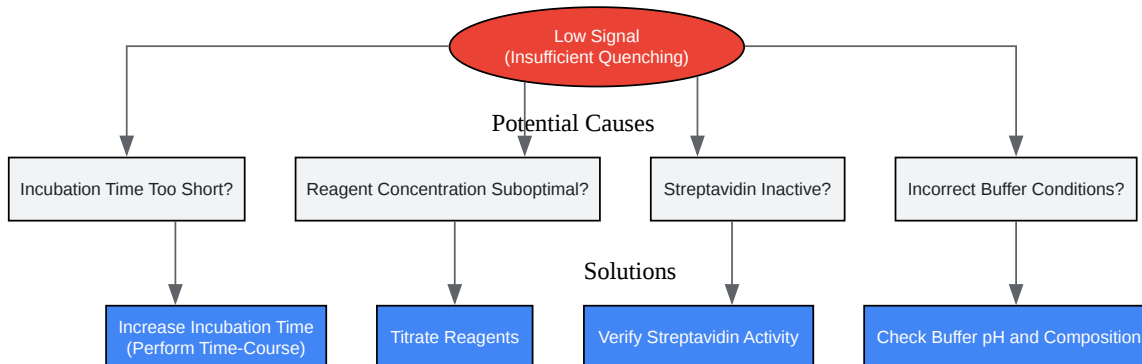 Low Signal
(Insufficient Quenching)
Potential Causes
Incubation Time Too Short?
Reagent Concentration Suboptimal?
Streptavidin Inactive?
Incorrect Buffer Conditions?
Solutions
Increase Incubation Time
(Perform Time-Course)
Titrate Reagents
Verify Streptavidin Activity
Check Buffer pH and Composition